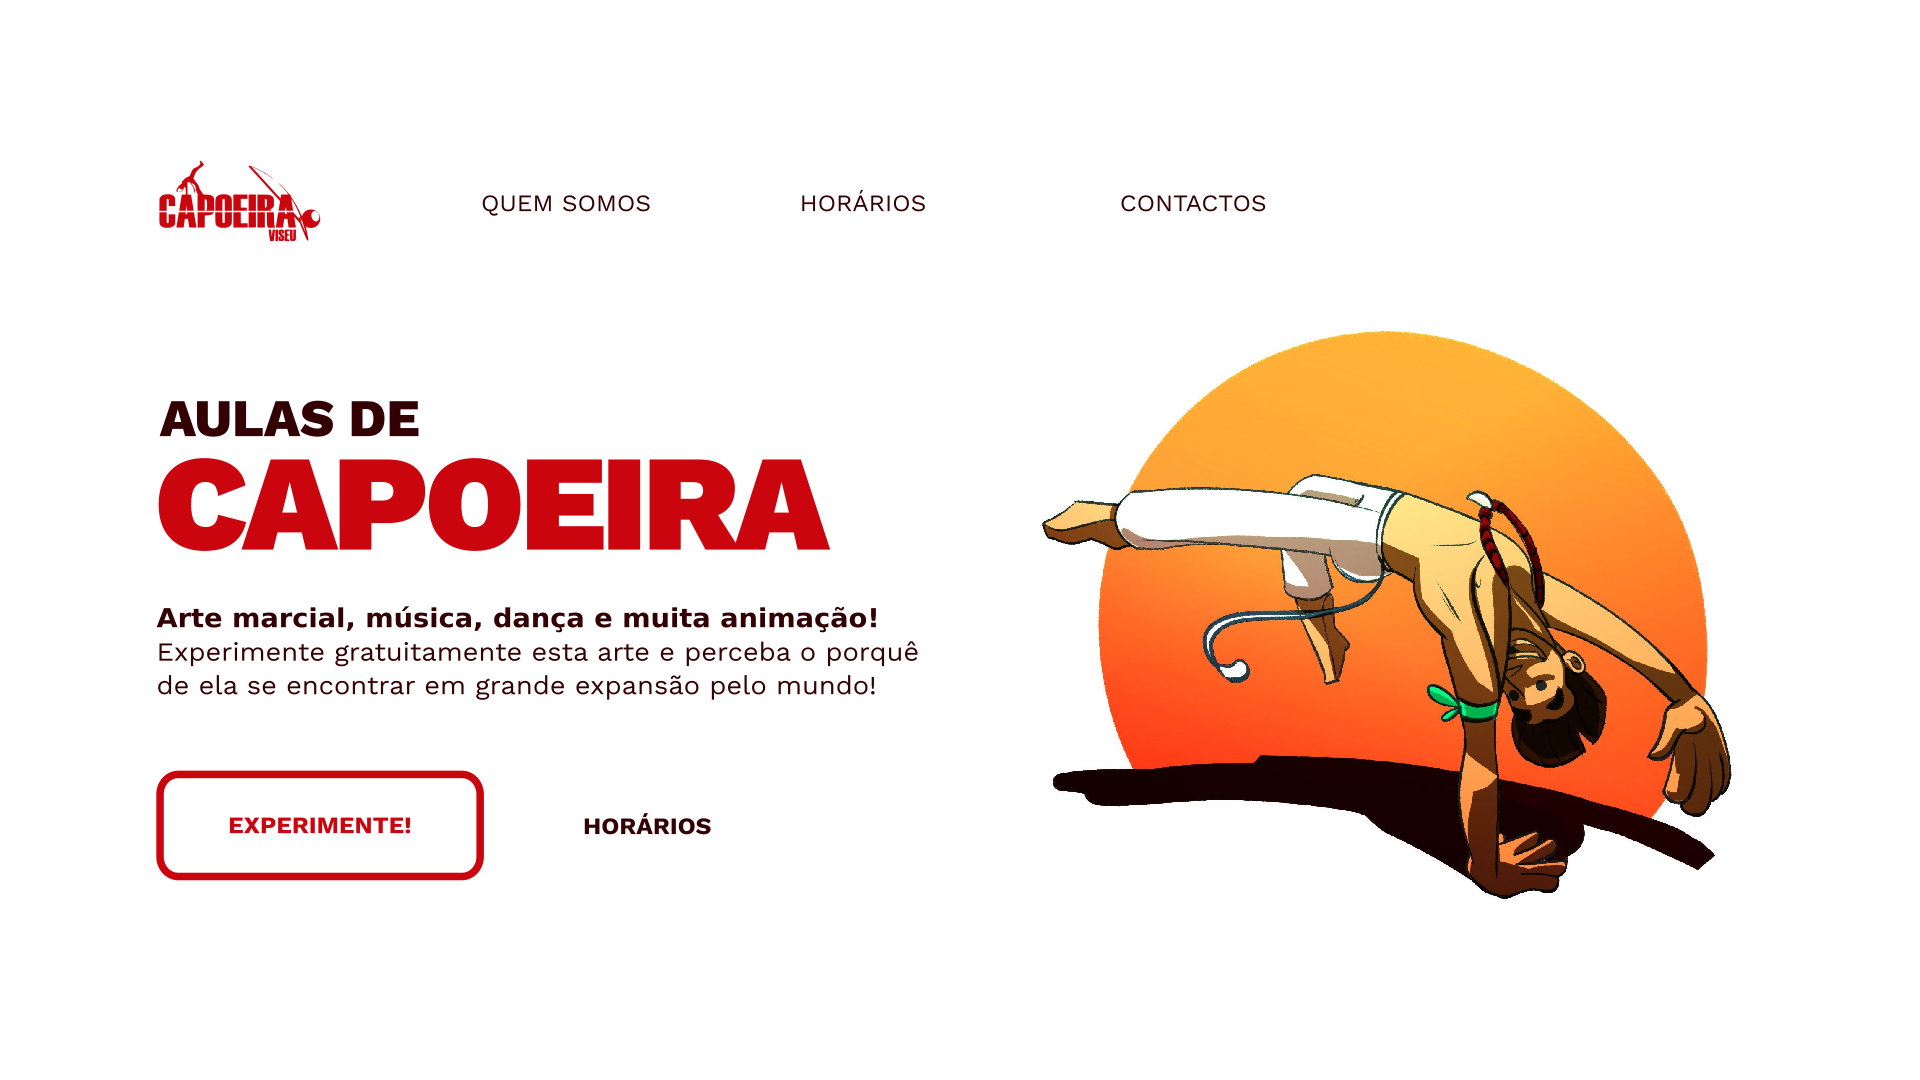 CAPOEIRA
VISEU
QUEM SOMOS
HORÁRIOS
CONTACTOS
AULAS DE
CAPOEIRA
Arte marcial, música, dança e muita animação!
Experimente gratuitamente esta arte e perceba o porquê
de ela se encontrar em grande expansão pelo mundo!
EXPERIMENTE!
HORÁRIOS